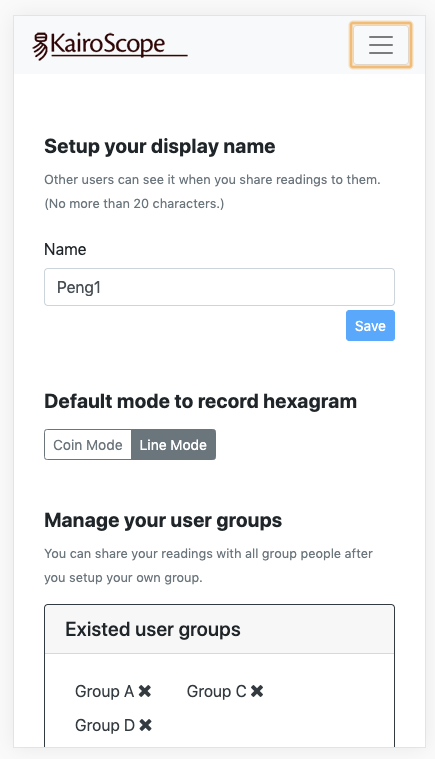 KairoScope
Setup your display name
Other users can see it when you share readings to them.
(No more than 20 characters.)
Name
Peng1
Save
Default mode to record hexagram
Coin Mode Line Mode
Manage your user groups
You can share your readings with all group people after
you setup your own group.
Existed user groups
Group A ✖ Group C ✖
Group D ✖